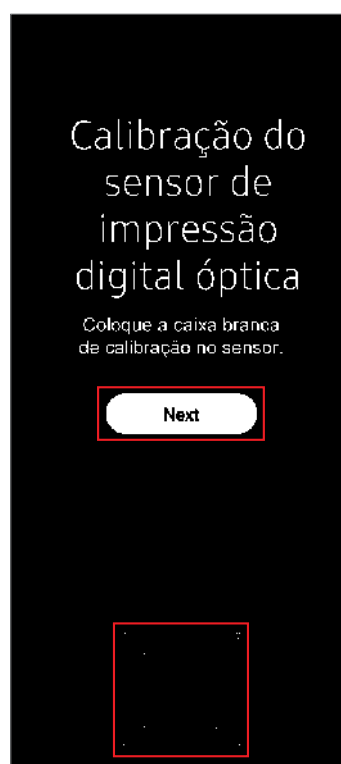 Calibração do
sensor de
impressão
digital óptica
Coloque a caixa branca
de calibração no sensor.
Next